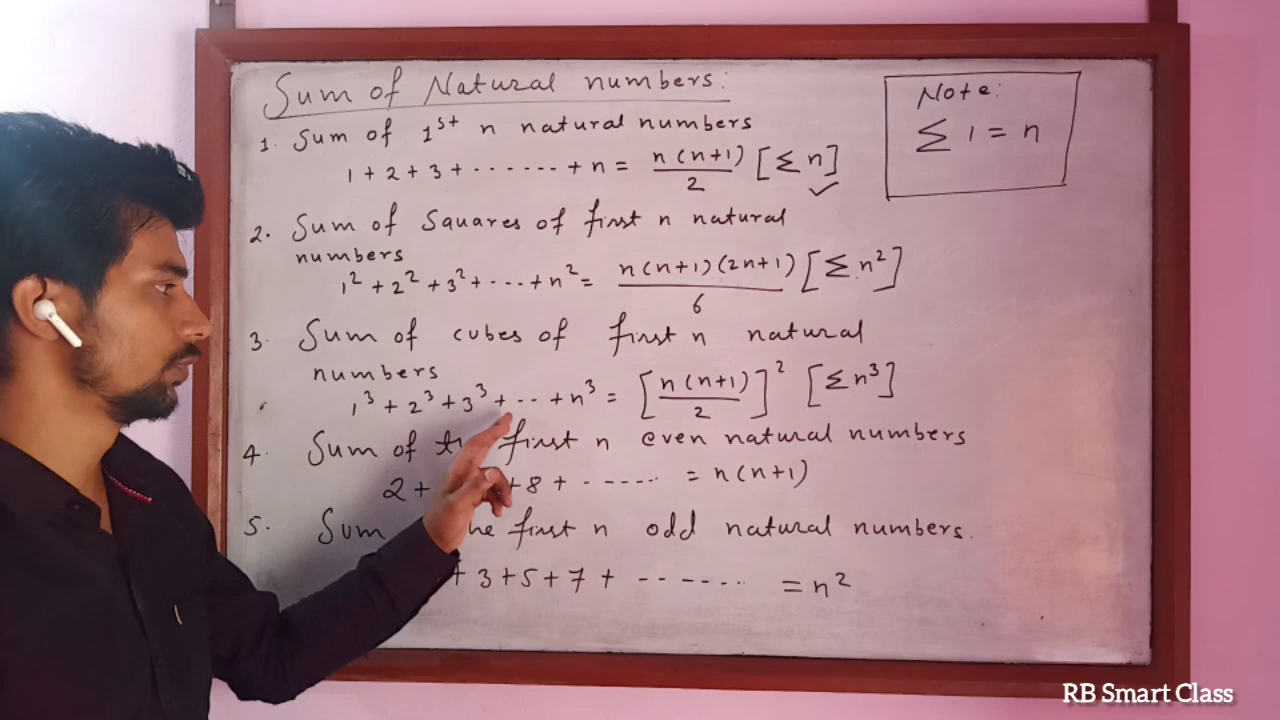 Sum of Natural numbers:
Note:
∑ 1 = n
1. Sum of 1st n natural numbers
1 + 2 + 3 + ....... + n = n(n+1)/2 [∑ n]
2. Sum of Squares of first n natural
numbers
1² + 2² + 3² + ... + n² = n(n+1)(2n+1)/6 [∑ n²]
3. Sum of cubes of first n natural
numbers
1³ + 2³ + 3³ + ... + n³ = [n(n+1)/2]² [∑ n³]
4. Sum of first n even natural numbers
2 + + 8 + ...... = n(n+1)
5. Sum first n odd natural numbers.
+ 3 + 5 + 7 + ------- = n²
RB Smart Class